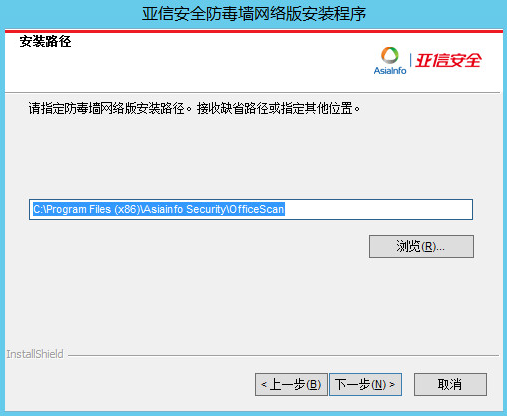 亚信安全防毒墙网络版安装程序
安装路径
AsiaInfo 亚信安全
请指定防毒墙网络版安装路径。接收缺省路径或指定其他位置。
C:\Program Files (x86)\Asiainfo Security\OfficeScan
浏览(R)...
InstallShield
< 上一步(B) 下一步(N) > 取消